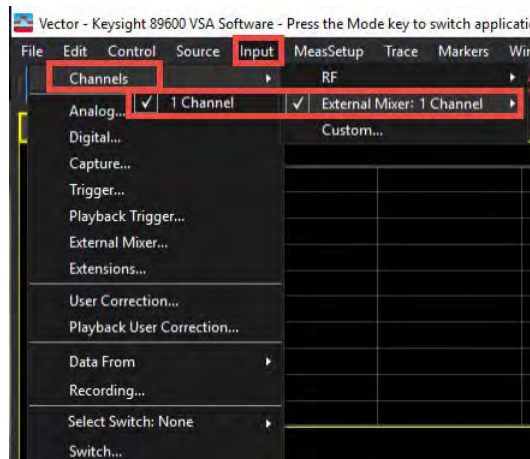 Vector - Keysight 89600 VSA Software - Press the Mode key to switch applicati
File Edit Control Source Input MeasSetup Trace Markers Win
Channels
RF
1 Channel
External Mixer: 1 Channel
Analog...
Digital...
Custom...
Capture...
Trigger...
Playback Trigger...
External Mixer...
Extensions...
User Correction...
Playback User Correction...
Data From
Recording...
Select Switch: None
Switch...